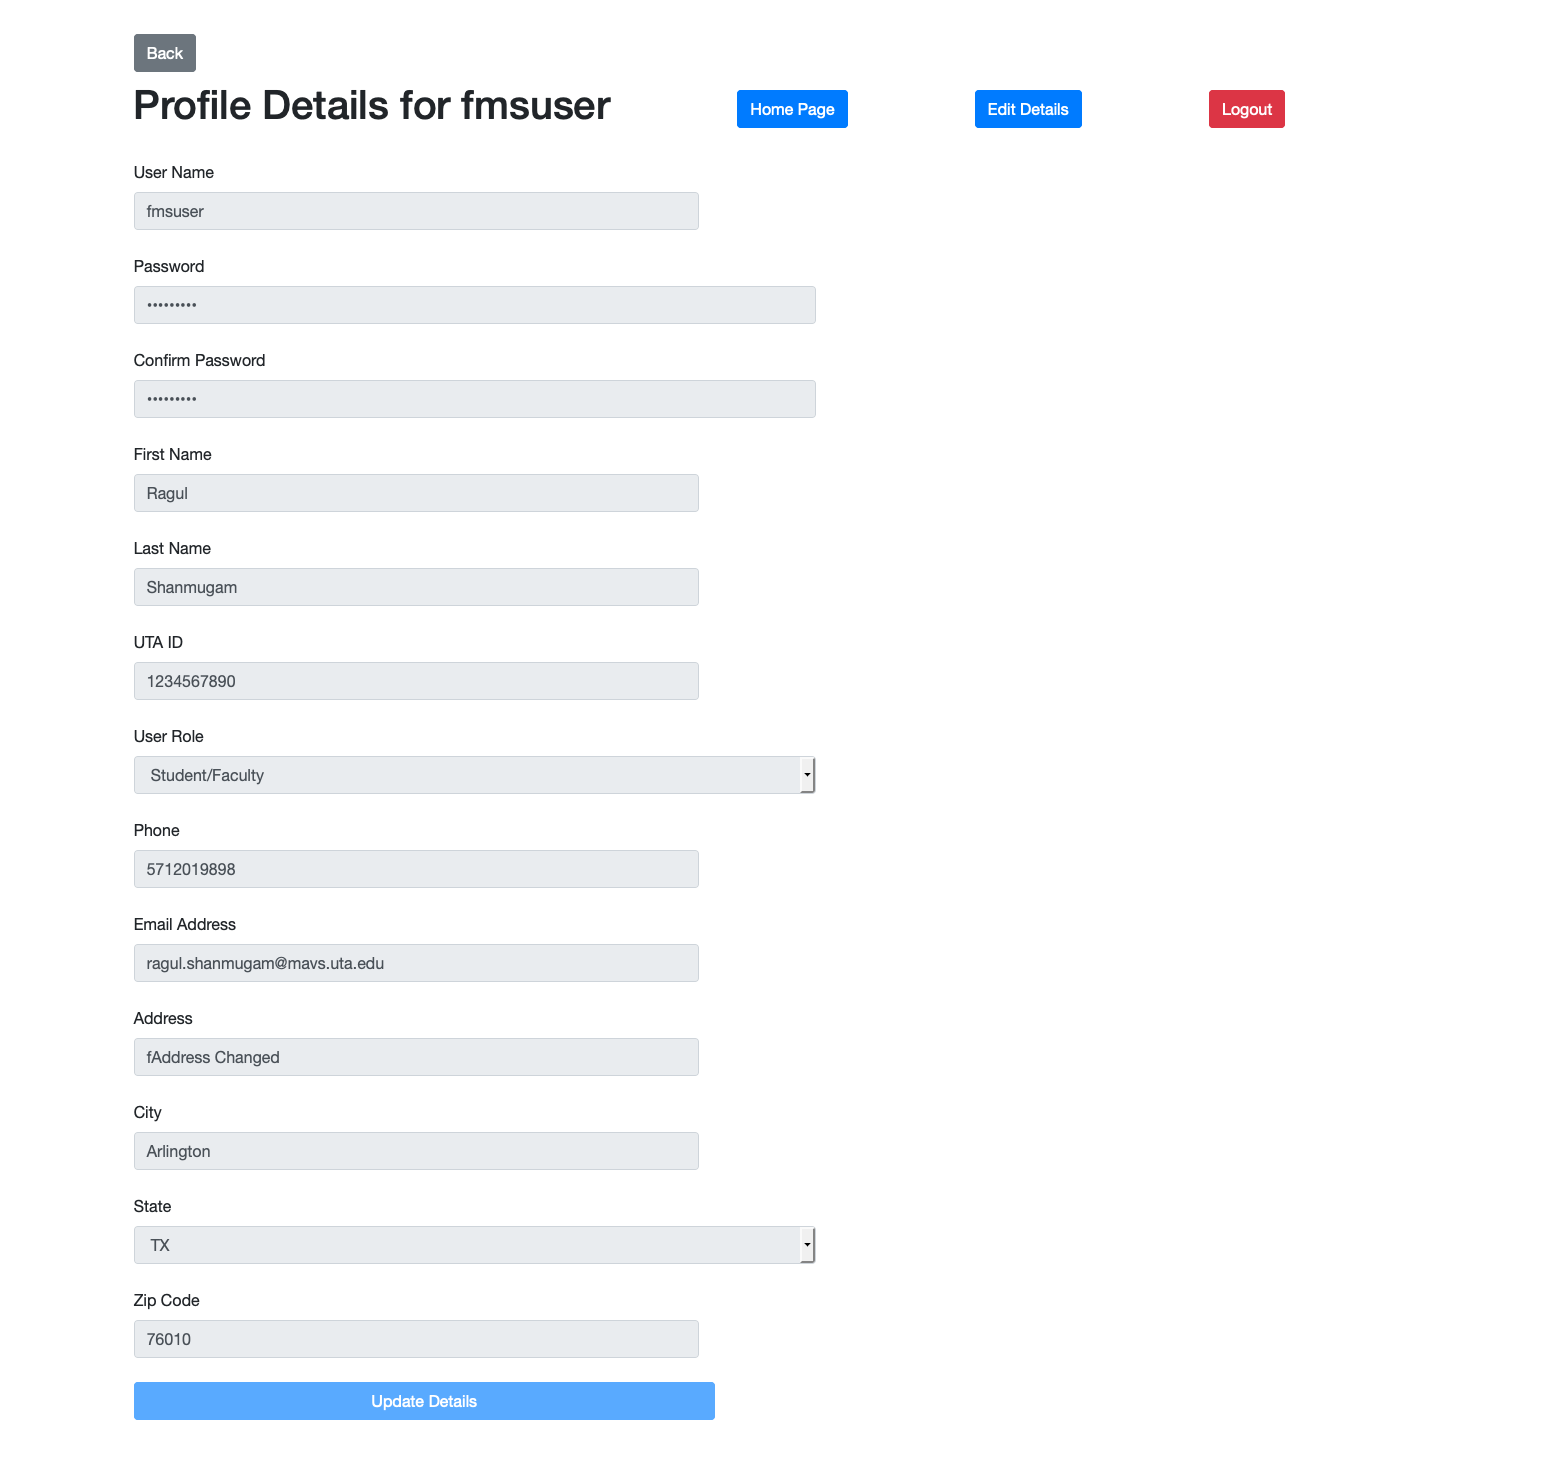 Back
Profile Details for fmsuser
Home Page
Edit Details
Logout
User Name
fmsuser
Password
•••••••••
Confirm Password
•••••••••
First Name
Ragul
Last Name
Shanmugam
UTA ID
1234567890
User Role
Student/Faculty
Phone
5712019898
Email Address
ragul.shanmugam@mavs.uta.edu
Address
fAddress Changed
City
Arlington
State
TX
Zip Code
76010
Update Details